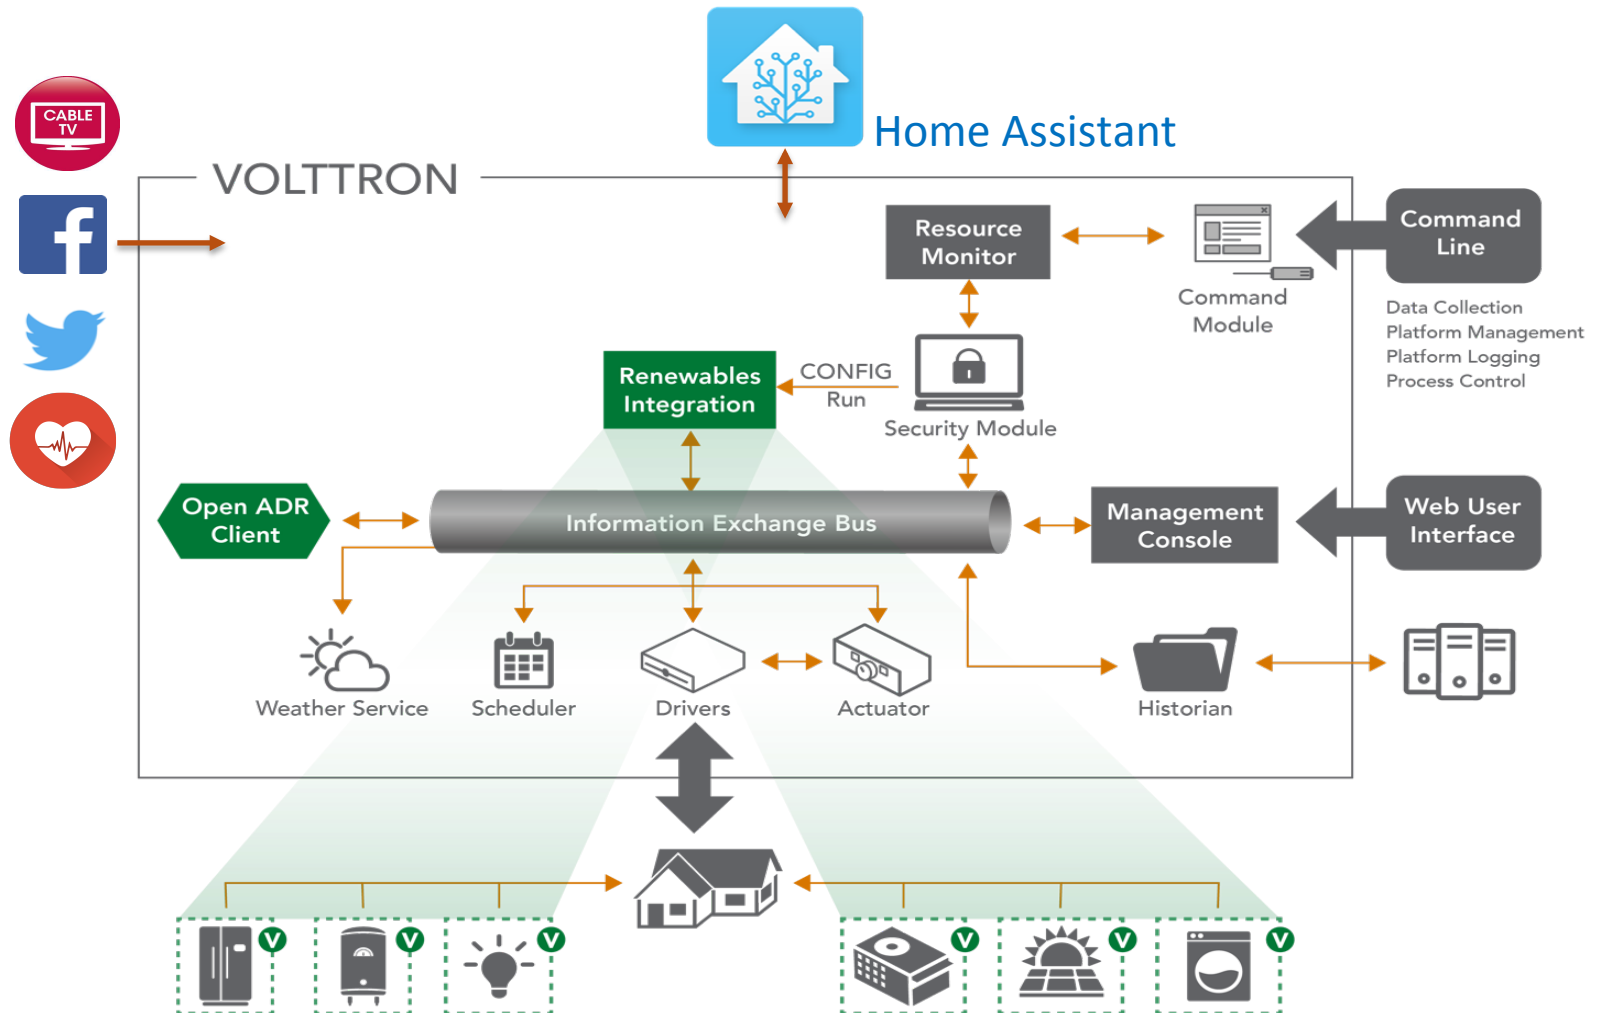 Home Assistant
CABLE
TV
VOLTTRON
Resource
Monitor
Command
Module
Command
Line
Data Collection
Platform Management
Platform Logging
Process Control
Renewables
Integration
CONFIG
Run
Security Module
Open ADR
Client
Information Exchange Bus
Management
Console
Web User
Interface
Weather Service
Scheduler
Drivers
Actuator
Historian
V
V
V
V
V
V